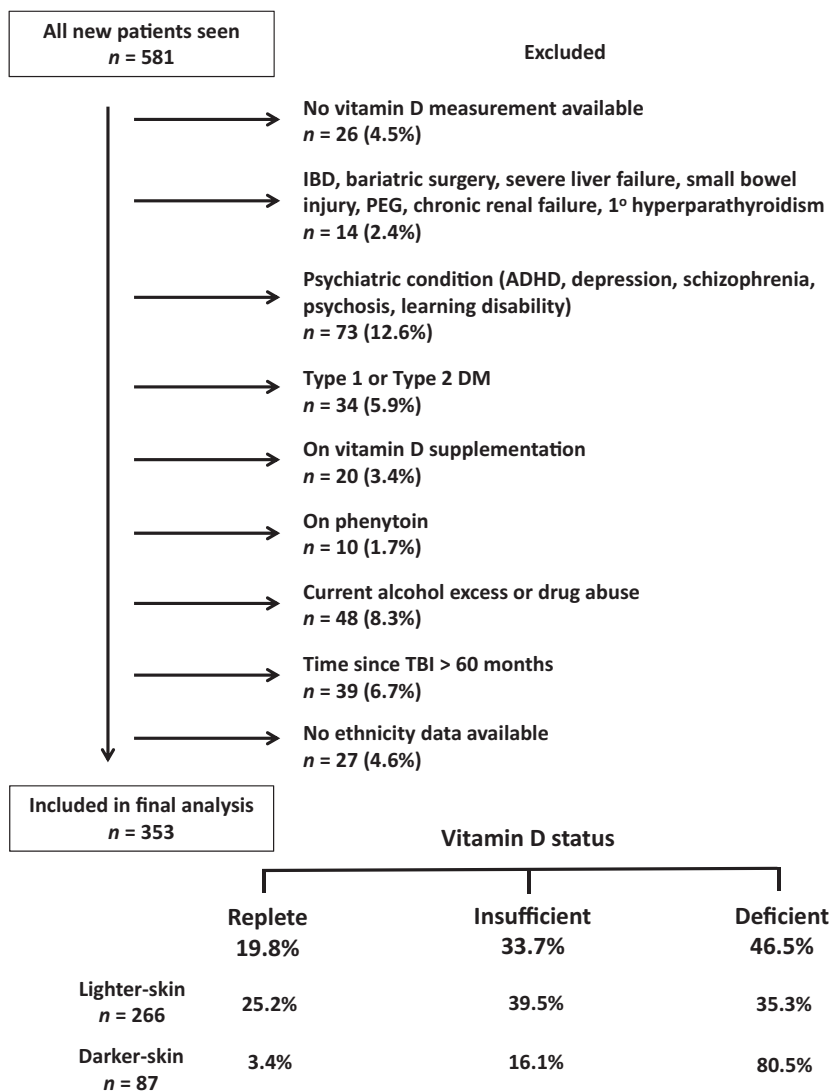 All new patients seen
n = 581
Excluded
No vitamin D measurement available
n = 26 (4.5%)
IBD, bariatric surgery, severe liver failure, small bowel
injury, PEG, chronic renal failure, 1º hyperparathyroidism
n = 14 (2.4%)
Psychiatric condition (ADHD, depression, schizophrenia,
psychosis, learning disability)
n = 73 (12.6%)
Type 1 or Type 2 DM
n = 34 (5.9%)
On vitamin D supplementation
n = 20 (3.4%)
On phenytoin
n = 10 (1.7%)
Current alcohol excess or drug abuse
n = 48 (8.3%)
Time since TBI > 60 months
n = 39 (6.7%)
No ethnicity data available
n = 27 (4.6%)
Included in final analysis
n = 353
Vitamin D status
Replete Insufficient Deficient
19.8% 33.7% 46.5%
Lighter-skin
n = 266
25.2% 39.5% 35.3%
Darker-skin
n = 87
3.4% 16.1% 80.5%